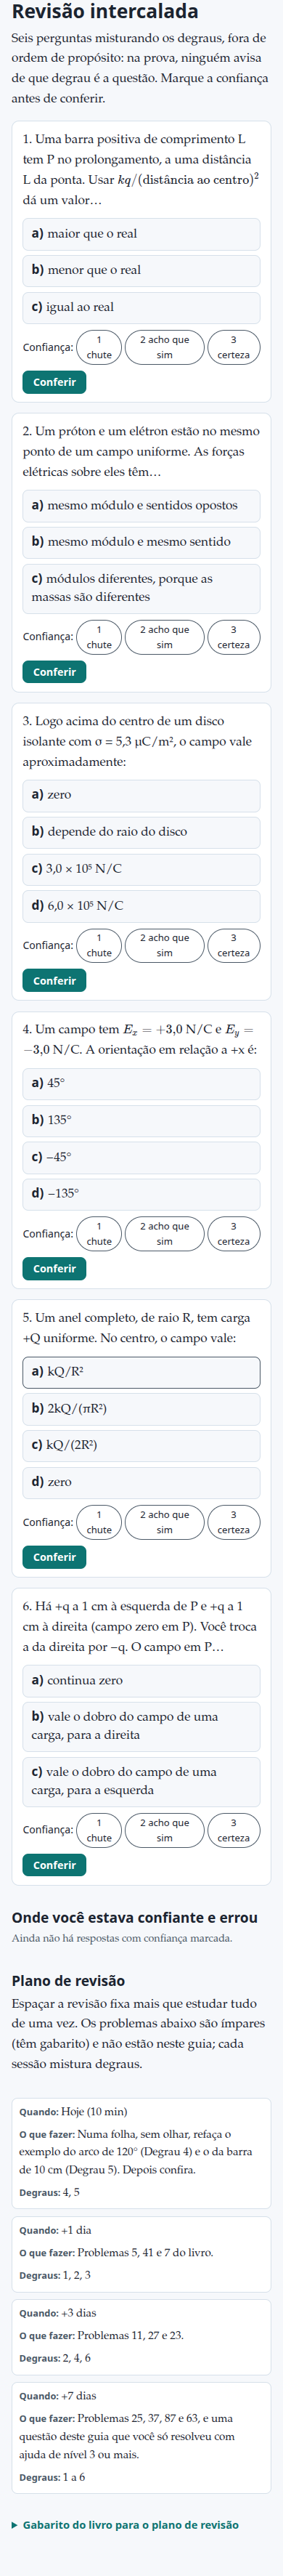 Revisão intercalada
Seis perguntas misturando os degraus, fora de
ordem de propósito: na prova, ninguém avisa
de que degrau é a questão. Marque a confiança
antes de conferir.
1. Uma barra positiva de comprimento L
tem P no prolongamento, a uma distância
L da ponta. Usar kq/(distância ao centro)²
dá um valor…
a) maior que o real
b) menor que o real
c) igual ao real
Confiança:
1
chute
2 acho que
sim
3
certeza
Conferir
2. Um próton e um elétron estão no mesmo
ponto de um campo uniforme. As forças
elétricas sobre eles têm…
a) mesmo módulo e sentidos opostos
b) mesmo módulo e mesmo sentido
c) módulos diferentes, porque as
massas são diferentes
Confiança:
1
chute
2 acho que
sim
3
certeza
Conferir
3. Logo acima do centro de um disco
isolante com σ = 5,3 µC/m², o campo vale
aproximadamente:
a) zero
b) depende do raio do disco
c) 3,0 × 10⁵ N/C
d) 6,0 × 10⁵ N/C
Confiança:
1
chute
2 acho que
sim
3
certeza
Conferir
4. Um campo tem Eₓ = +3,0 N/C e E_y =
−3,0 N/C. A orientação em relação a +x é:
a) 45°
b) 135°
c) −45°
d) −135°
Confiança:
1
chute
2 acho que
sim
3
certeza
Conferir
5. Um anel completo, de raio R, tem carga
+Q uniforme. No centro, o campo vale:
a) kQ/R²
b) 2kQ/(πR²)
c) kQ/(2R²)
d) zero
Confiança:
1
chute
2 acho que
sim
3
certeza
Conferir
6. Há +q a 1 cm à esquerda de P e +q a 1
cm à direita (campo zero em P). Você troca
a da direita por −q. O campo em P…
a) continua zero
b) vale o dobro do campo de uma
carga, para a direita
c) vale o dobro do campo de uma
carga, para a esquerda
Confiança:
1
chute
2 acho que
sim
3
certeza
Conferir
Onde você estava confiante e errou
Ainda não há respostas com confiança marcada.
Plano de revisão
Espaçar a revisão fixa mais que estudar tudo
de uma vez. Os problemas abaixo são ímpares
(têm gabarito) e não estão neste guia; cada
sessão mistura degraus.
Quando: Hoje (10 min)
O que fazer: Numa folha, sem olhar, refaça o
exemplo do arco de 120° (Degrau 4) e o da barra
de 10 cm (Degrau 5). Depois confira.
Degraus: 4, 5
Quando: +1 dia
O que fazer: Problemas 5, 41 e 7 do livro.
Degraus: 1, 2, 3
Quando: +3 dias
O que fazer: Problemas 11, 27 e 23.
Degraus: 2, 4, 6
Quando: +7 dias
O que fazer: Problemas 25, 37, 87 e 63, e uma
questão deste guia que você só resolveu com
ajuda de nível 3 ou mais.
Degraus: 1 a 6
▶ Gabarito do livro para o plano de revisão